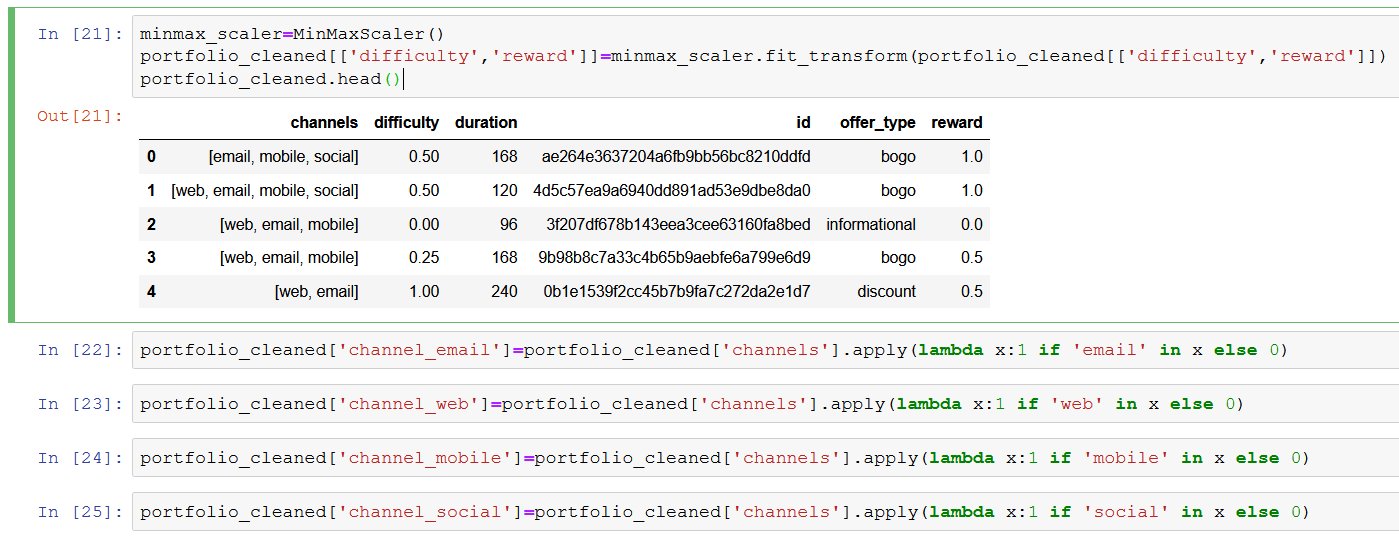 In [21]: minmax_scaler=MinMaxScaler()
portfolio_cleaned[['difficulty','reward']]=minmax_scaler.fit_transform(portfolio_cleaned[['difficulty','reward']])
portfolio_cleaned.head()
Out[21]:
channels difficulty duration id offer_type reward
0 [email, mobile, social] 0.50 168 ae264e3637204a6fb9bb56bc8210ddfd bogo 1.0
1 [web, email, mobile, social] 0.50 120 4d5c57ea9a6940dd891ad53e9dbe8da0 bogo 1.0
2 [web, email, mobile] 0.00 96 3f207df678b143eea3cee63160fa8bed informational 0.0
3 [web, email, mobile] 0.25 168 9b98b8c7a33c4b65b9aebfe6a799e6d9 bogo 0.5
4 [web, email] 1.00 240 0b1e1539f2cc45b7b9fa7c272da2e1d7 discount 0.5
In [22]: portfolio_cleaned['channel_email']=portfolio_cleaned['channels'].apply(lambda x:1 if 'email' in x else 0)
In [23]: portfolio_cleaned['channel_web']=portfolio_cleaned['channels'].apply(lambda x:1 if 'web' in x else 0)
In [24]: portfolio_cleaned['channel_mobile']=portfolio_cleaned['channels'].apply(lambda x:1 if 'mobile' in x else 0)
In [25]: portfolio_cleaned['channel_social']=portfolio_cleaned['channels'].apply(lambda x:1 if 'social' in x else 0)